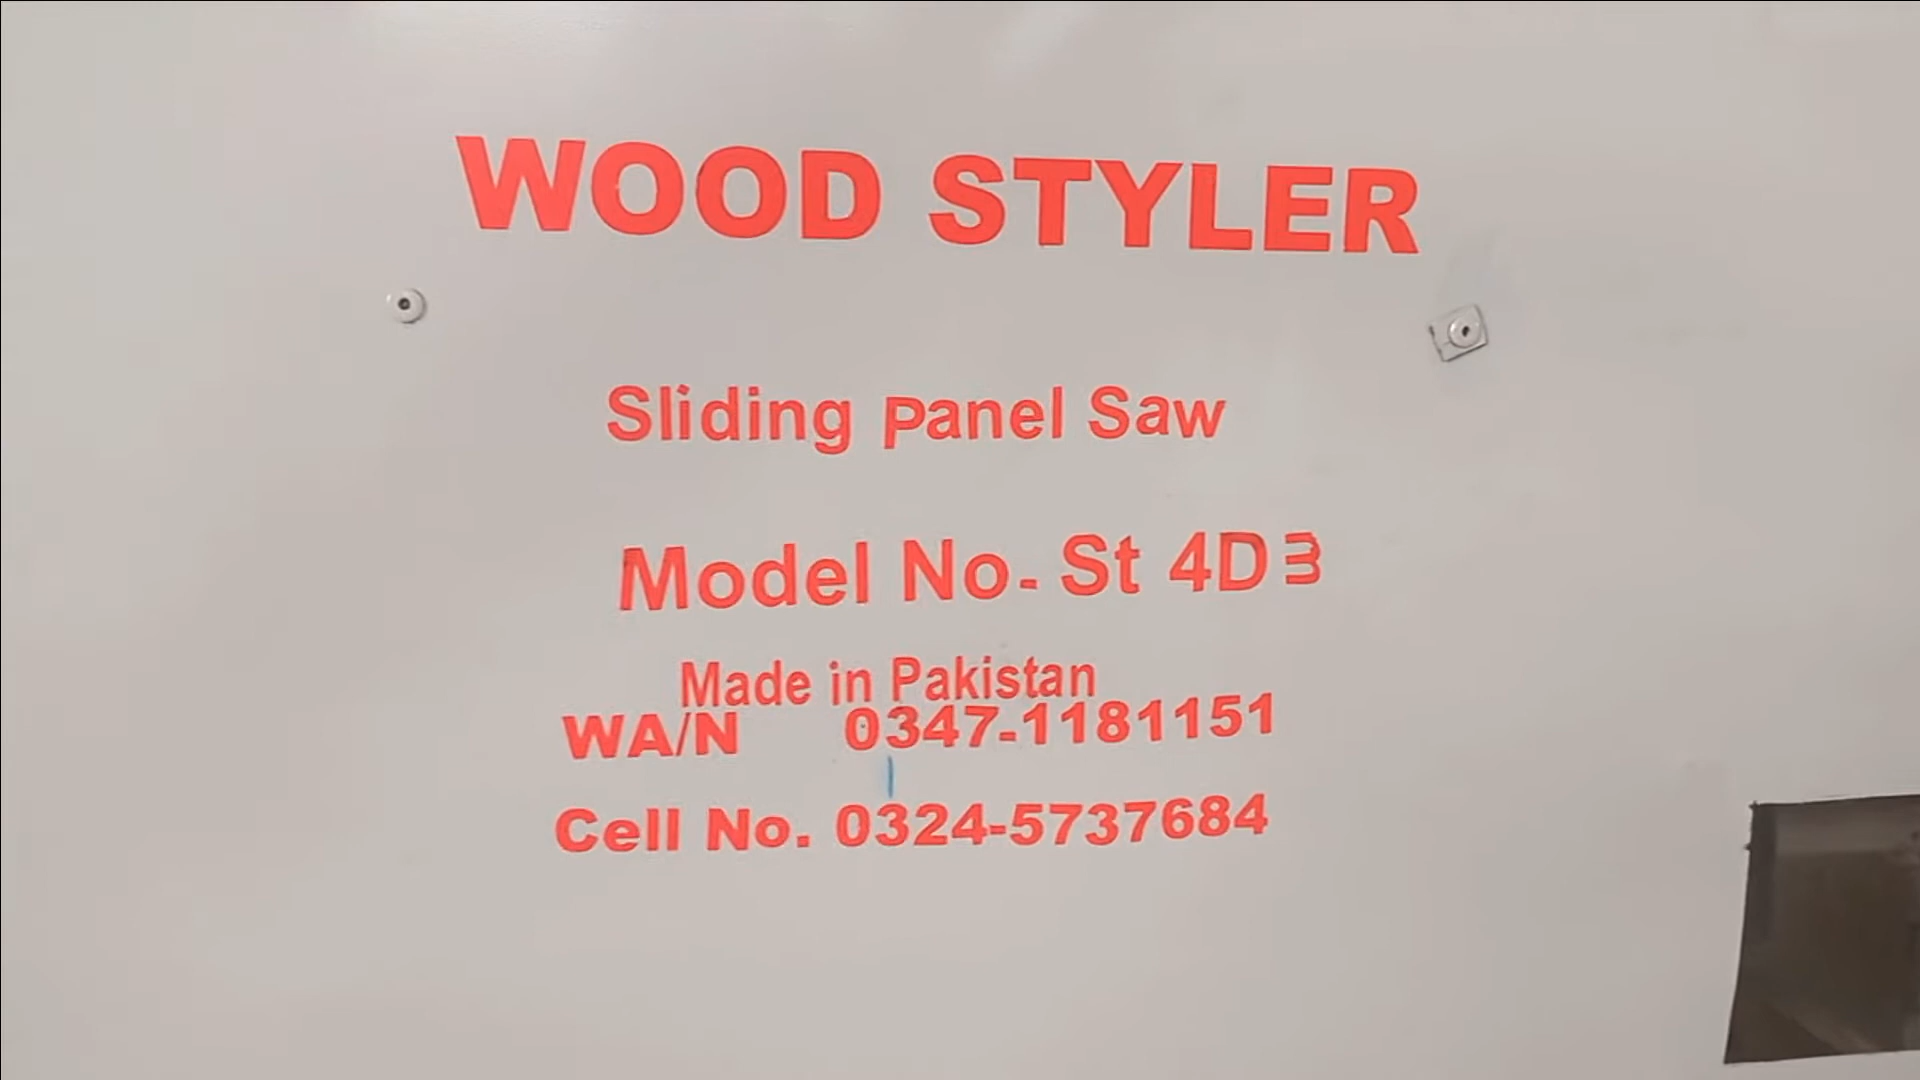 WOOD STYLER
Sliding Panel Saw
Model No. St 4D3
Made in Pakistan
WA/N 0347-1181151
Cell No. 0324-5737684